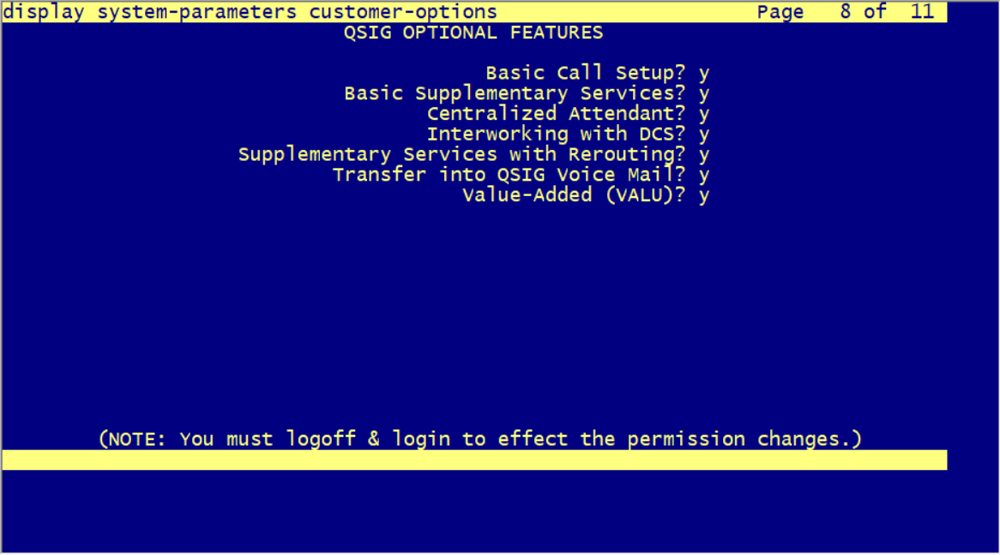 display system-parameters customer-options Page 8 of 11
QSIG OPTIONAL FEATURES
Basic Call Setup? y
Basic Supplementary Services? y
Centralized Attendant? y
Interworking with DCS? y
Supplementary Services with Rerouting? y
Transfer into QSIG Voice Mail? y
Value-Added (VALU)? y
(NOTE: You must logoff & login to effect the permission changes.)